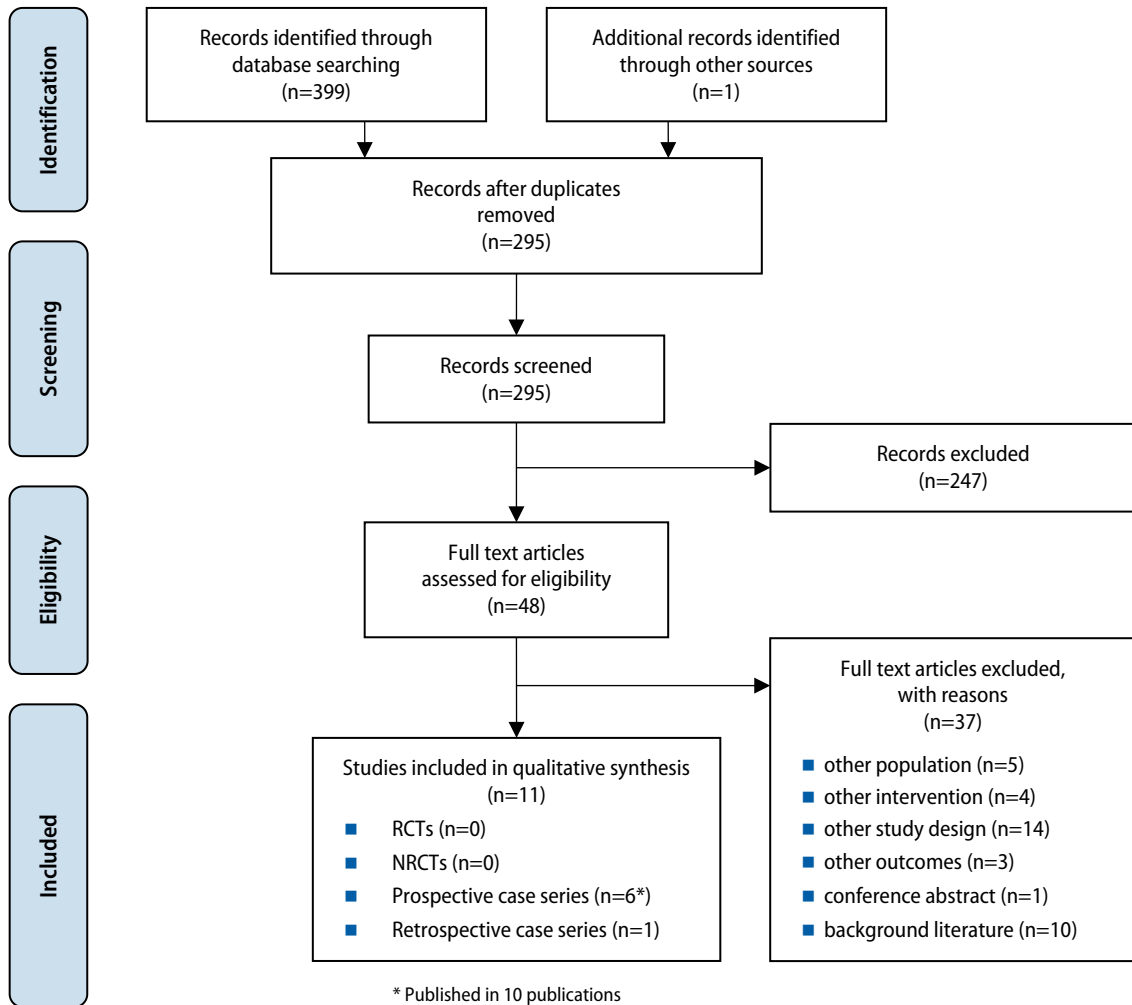 Identification
Records identified through
database searching
(n=399)
Additional records identified
through other sources
(n=1)
Records after duplicates
removed
(n=295)
Screening
Records screened
(n=295)
Records excluded
(n=247)
Eligibility
Full text articles
assessed for eligibility
(n=48)
Full text articles excluded,
with reasons
(n=37)
■ other population (n=5)
■ other intervention (n=4)
■ other study design (n=14)
■ other outcomes (n=3)
■ conference abstract (n=1)
■ background literature (n=10)
Included
Studies included in qualitative synthesis
(n=11)
■ RCTs (n=0)
■ NRCTs (n=0)
■ Prospective case series (n=6*)
■ Retrospective case series (n=1)
* Published in 10 publications